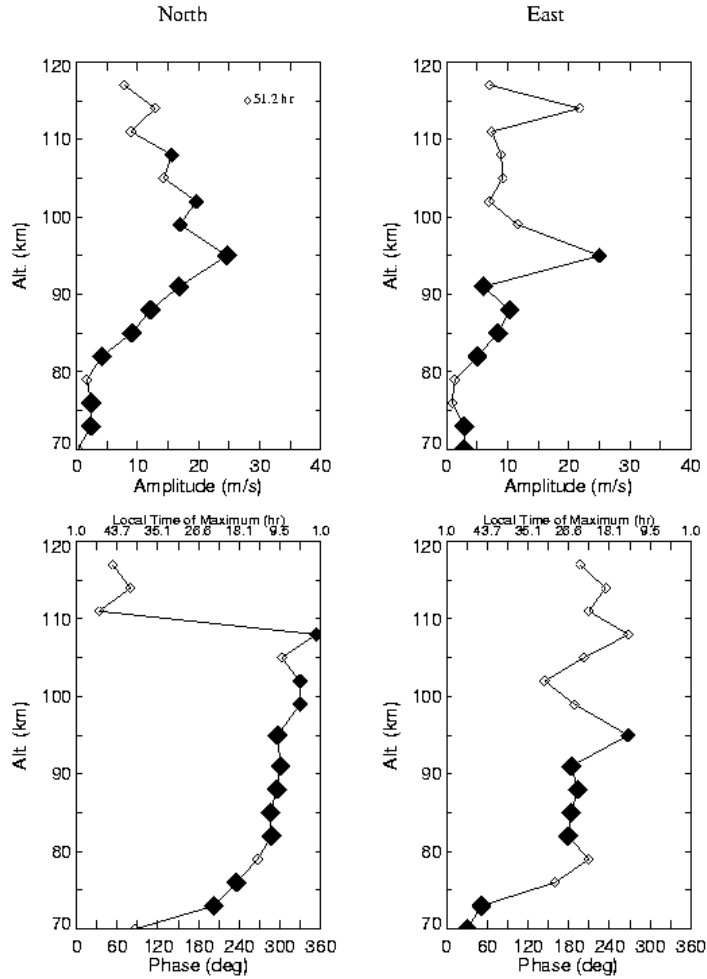 North East
120 120
◇51.2 hr
110 110
100 100
Alt. (km) Alt. (km)
90 90
80 80
70 70
0 10 20 30 40 0 10 20 30 40
Amplitude (m/s) Amplitude (m/s)
Local Time of Maximum (hr) Local Time of Maximum (hr)
1.0 43.7 35.1 26.6 18.1 9.5 1.0 1.0 43.7 35.1 26.6 18.1 9.5 1.0
120 120
110 110
100 100
Alt. (km) Alt. (km)
90 90
80 80
70 70
0 60 120 180 240 300 360 0 60 120 180 240 300 360
Phase (deg) Phase (deg)